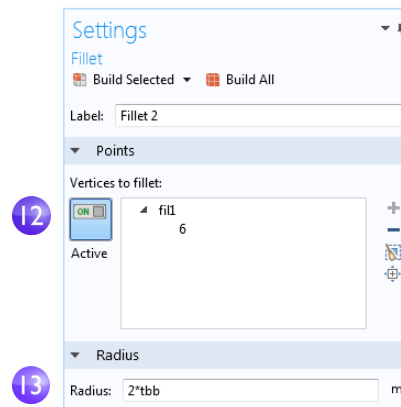 Settings
Fillet
Build Selected Build All
Label: Fillet 2
Points
Vertices to fillet:
12
ON
fil1
6
Active
Radius
13
Radius: 2*tbb m